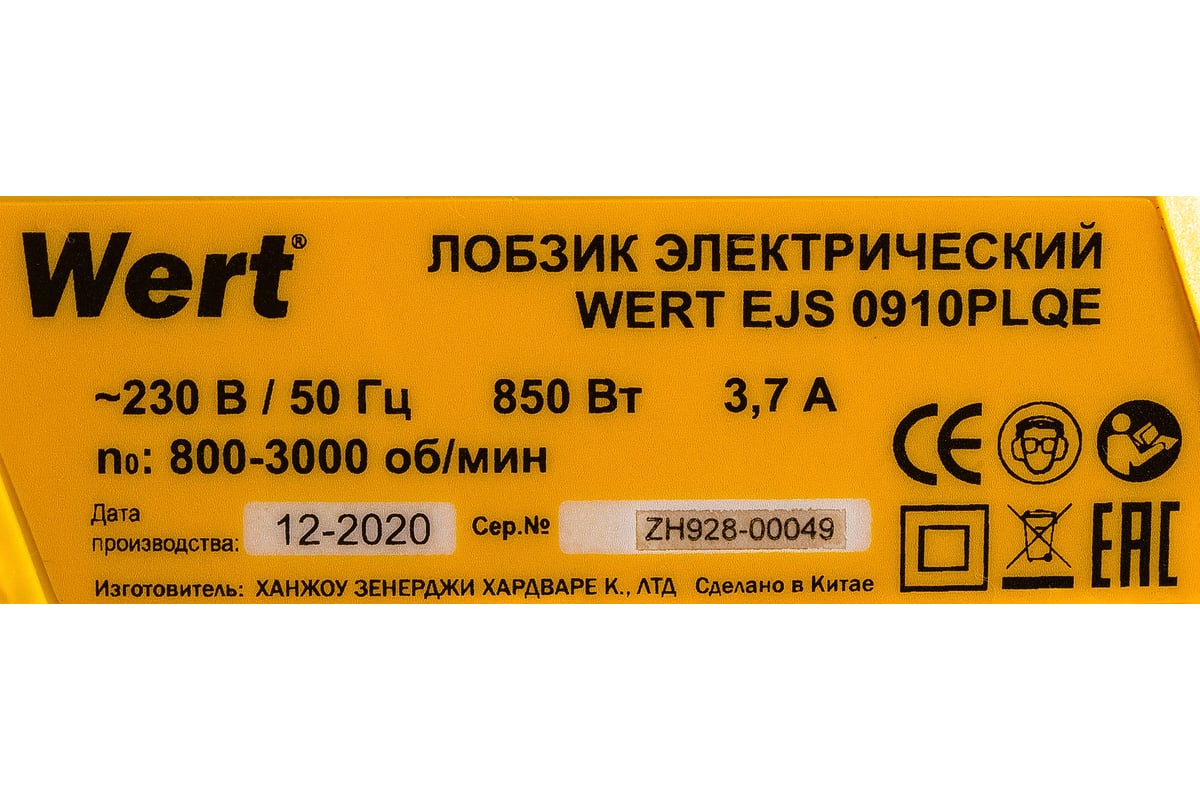 Wert®
ЛОБЗИК ЭЛЕКТРИЧЕСКИЙ
WERT EJS 0910PLQE
~230 В / 50 Гц 850 Вт 3,7 А
n0: 800-3000 об/мин
Дата
производства: 12-2020 Сер.№ ZH928-00049
Изготовитель: ХАНЖОУ ЗЕНЕРДЖИ ХАРДВАРЕ К., ЛТД Сделано в Китае
CE
EAC